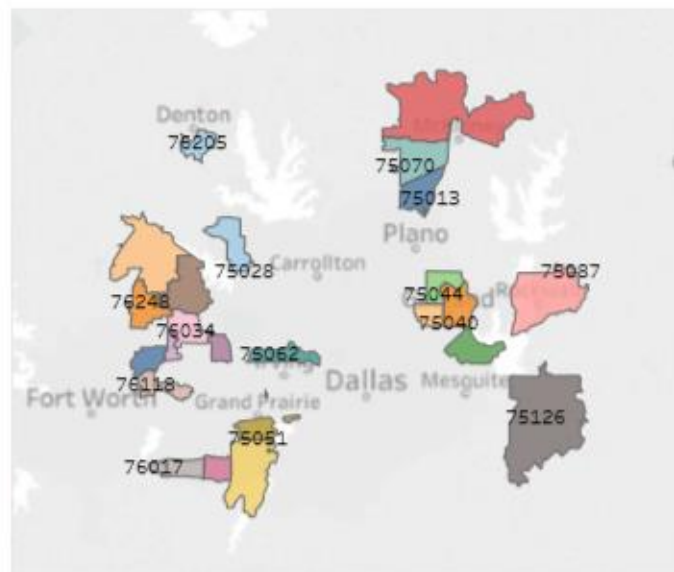 Denton
76205
75070
75013
Plano
75028
Carrollton
75087
75044
75040
76248
76034
75062
76118
Fort Worth
Grand Prairie
Dallas
Mesquite
75126
75051
76017